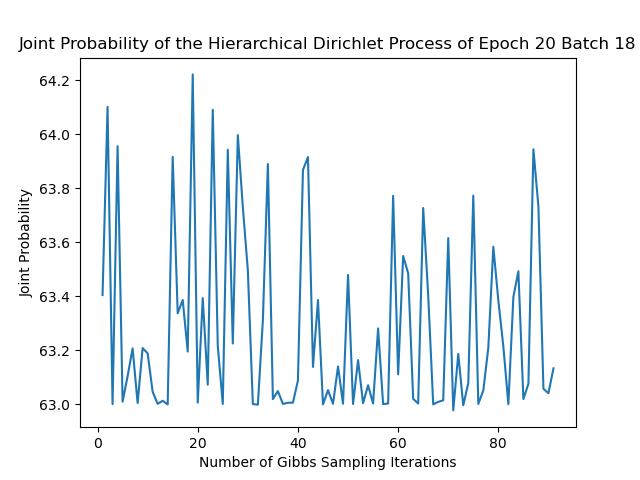 Joint Probability of the Hierarchical Dirichlet Process of Epoch 20 Batch 18
64.2
64.0
63.8
63.6
63.4
63.2
63.0
Joint Probability
0 20 40 60 80
Number of Gibbs Sampling Iterations